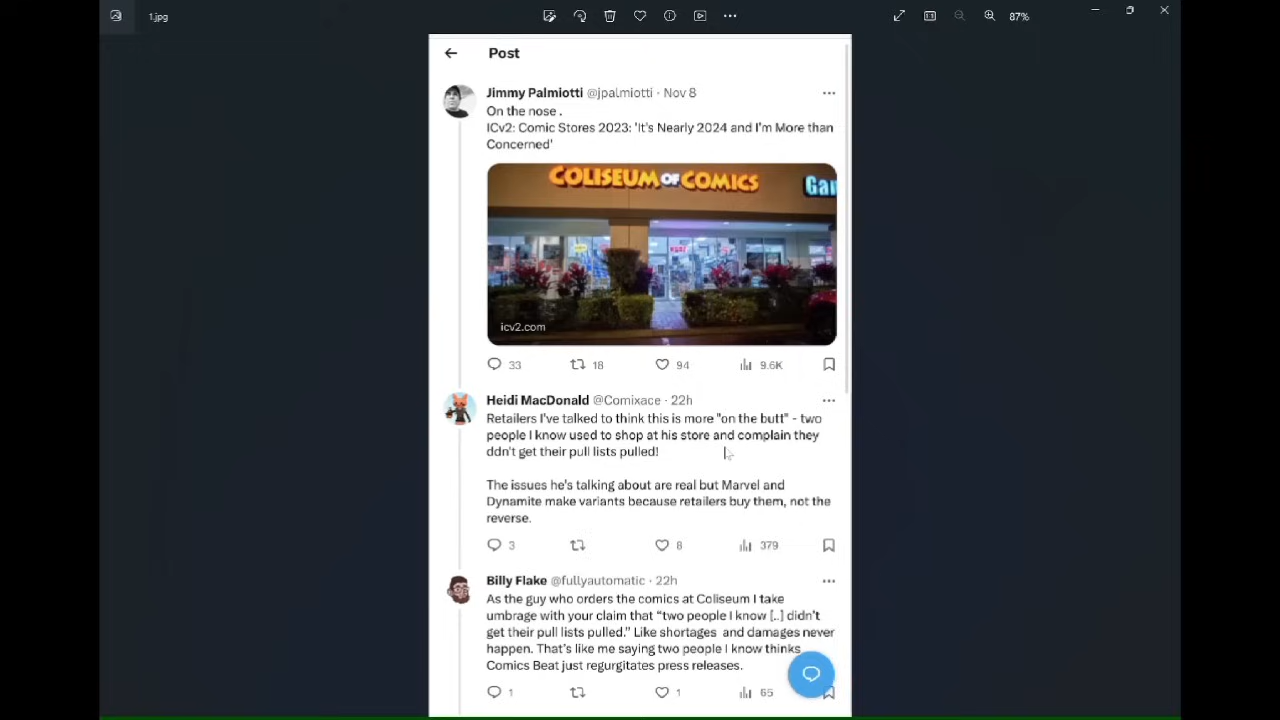 1.jpg
87%
Post
Jimmy Palmiotti @jpalmiotti · Nov 8
On the nose .
ICv2: Comic Stores 2023: 'It's Nearly 2024 and I'm More than
Concerned'
COLISEUM OF COMICS
Gam
icv2.com
33 18 94 9.6K
Heidi MacDonald @Comixace · 22h
Retailers I've talked to think this is more "on the butt" - two
people I know used to shop at his store and complain they
ddn't get their pull lists pulled!
The issues he's talking about are real but Marvel and
Dynamite make variants because retailers buy them, not the
reverse.
3 8 379
Billy Flake @fullyautomatic · 22h
As the guy who orders the comics at Coliseum I take
umbrage with your claim that “two people I know [..] didn’t
get their pull lists pulled.” Like shortages and damages never
happen. That’s like me saying two people I know thinks
Comics Beat just regurgitates press releases.
1 1 65